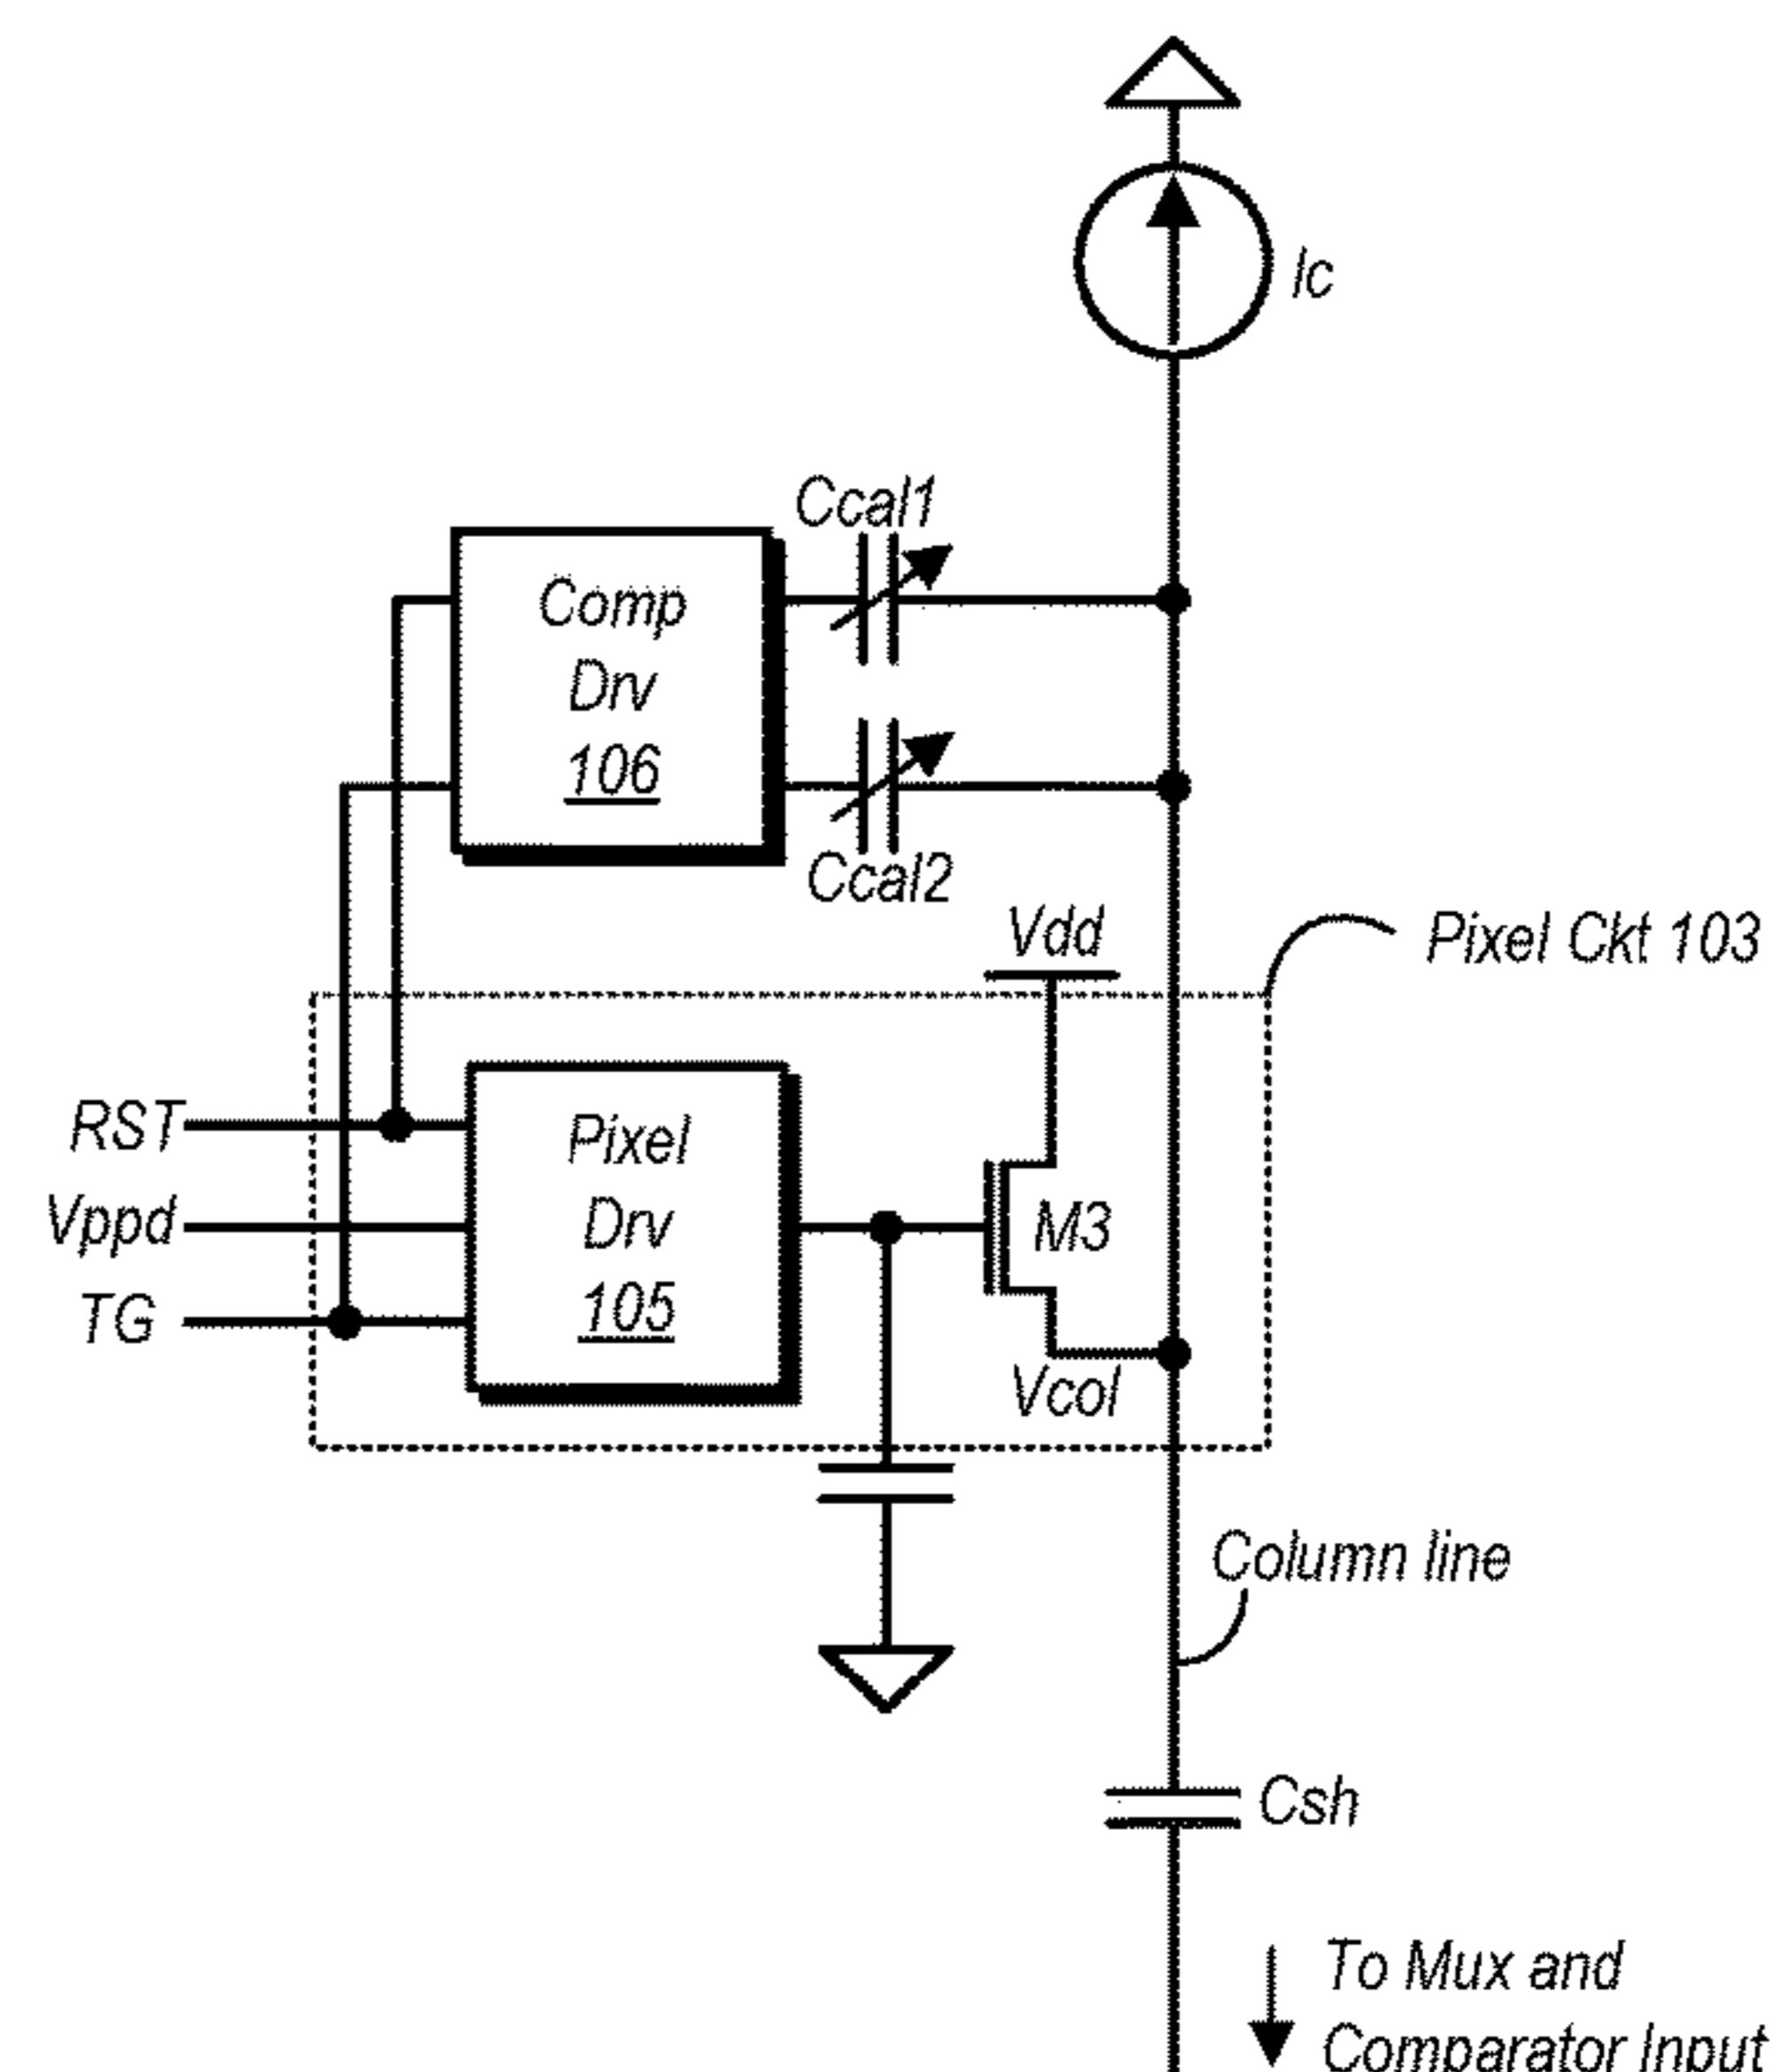 Ic
Ccal1
Comp
Drv
106
Ccal2
Vdd
Pixel Ckt 103
RST
Vppd
TG
Pixel
Drv
105
M3
Vcol
Column line
Csh
To Mux and
Comparator Input